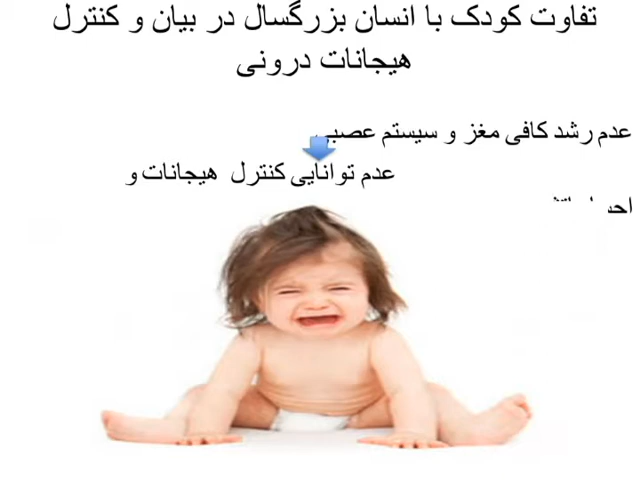 تفاوت کودک با انسان بزرگسال در بیان و کنترل
هیجانات درونی
عدم رشد کافی مغز و سیستم عصبی
عدم توانایی کنترل هیجانات و